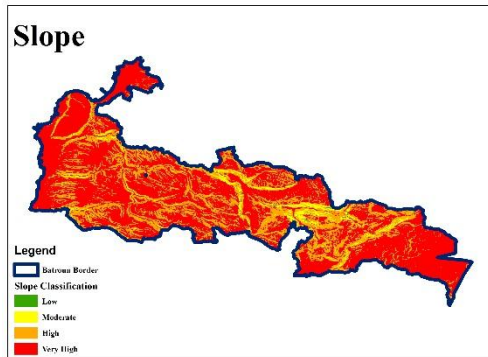 Slope
Legend
Batroun Border
Slope Classification
Low
Moderate
High
Very High